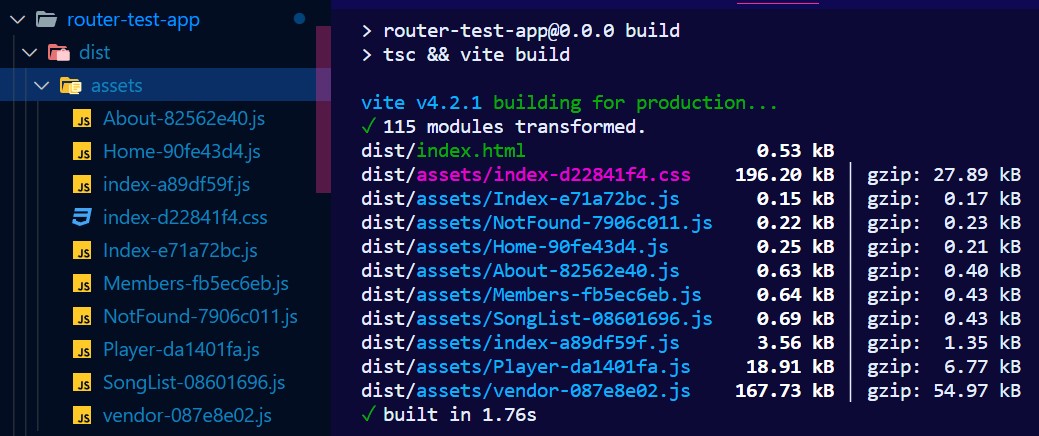 router-test-app
dist
assets
About-82562e40.js
Home-90fe43d4.js
index-a89df59f.js
index-d22841f4.css
Index-e71a72bc.js
Members-fb5ec6eb.js
NotFound-7906c011.js
Player-da1401fa.js
SongList-08601696.js
vendor-087e8e02.js
> router-test-app@0.0.0 build
> tsc && vite build
vite v4.2.1 building for production...
✓ 115 modules transformed.
dist/index.html 0.53 kB
dist/assets/index-d22841f4.css 196.20 kB │ gzip: 27.89 kB
dist/assets/Index-e71a72bc.js 0.15 kB │ gzip: 0.17 kB
dist/assets/NotFound-7906c011.js 0.22 kB │ gzip: 0.23 kB
dist/assets/Home-90fe43d4.js 0.25 kB │ gzip: 0.21 kB
dist/assets/About-82562e40.js 0.63 kB │ gzip: 0.40 kB
dist/assets/Members-fb5ec6eb.js 0.64 kB │ gzip: 0.43 kB
dist/assets/SongList-08601696.js 0.69 kB │ gzip: 0.43 kB
dist/assets/index-a89df59f.js 3.56 kB │ gzip: 1.35 kB
dist/assets/Player-da1401fa.js 18.91 kB │ gzip: 6.77 kB
dist/assets/vendor-087e8e02.js 167.73 kB │ gzip: 54.97 kB
✓ built in 1.76s